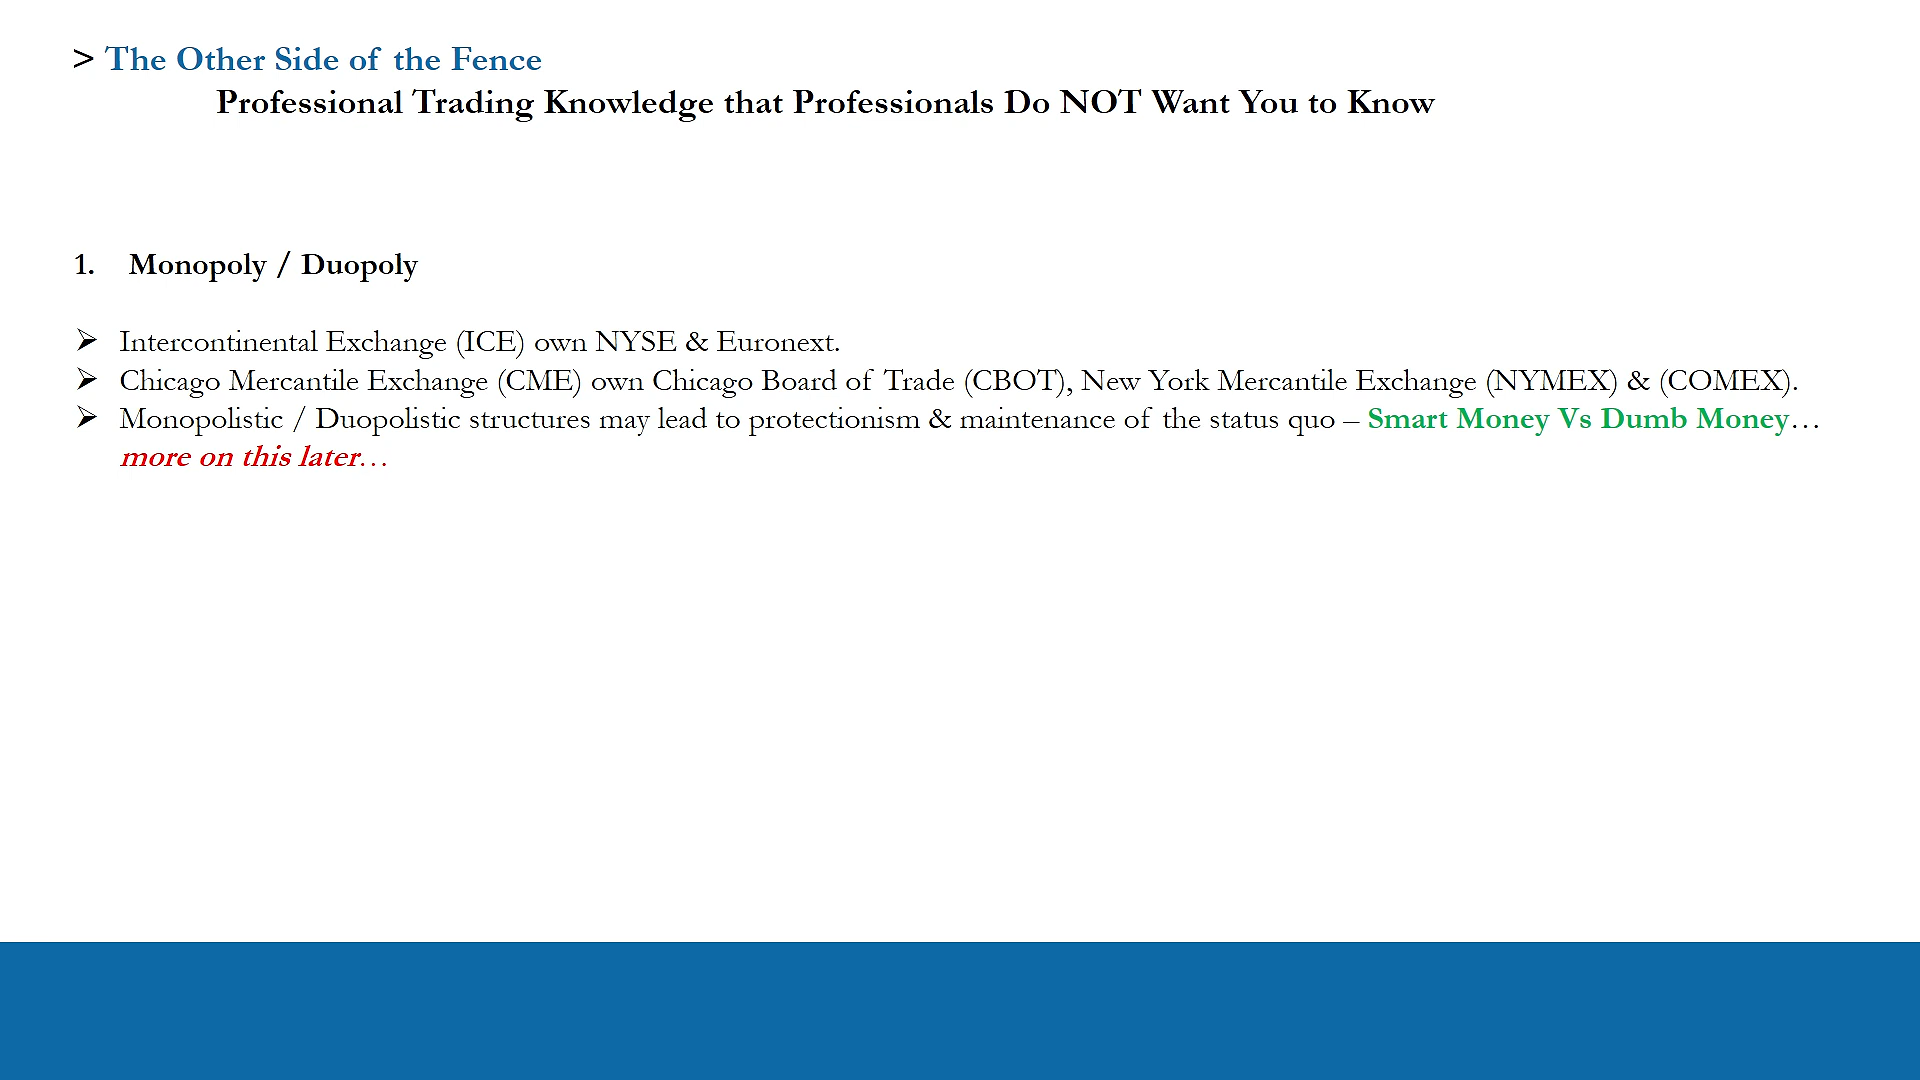 > The Other Side of the Fence
Professional Trading Knowledge that Professionals Do NOT Want You to Know
1. Monopoly / Duopoly
➢ Intercontinental Exchange (ICE) own NYSE & Euronext.
➢ Chicago Mercantile Exchange (CME) own Chicago Board of Trade (CBOT), New York Mercantile Exchange (NYMEX) & (COMEX).
➢ Monopolistic / Duopolistic structures may lead to protectionism & maintenance of the status quo – Smart Money Vs Dumb Money…
more on this later…